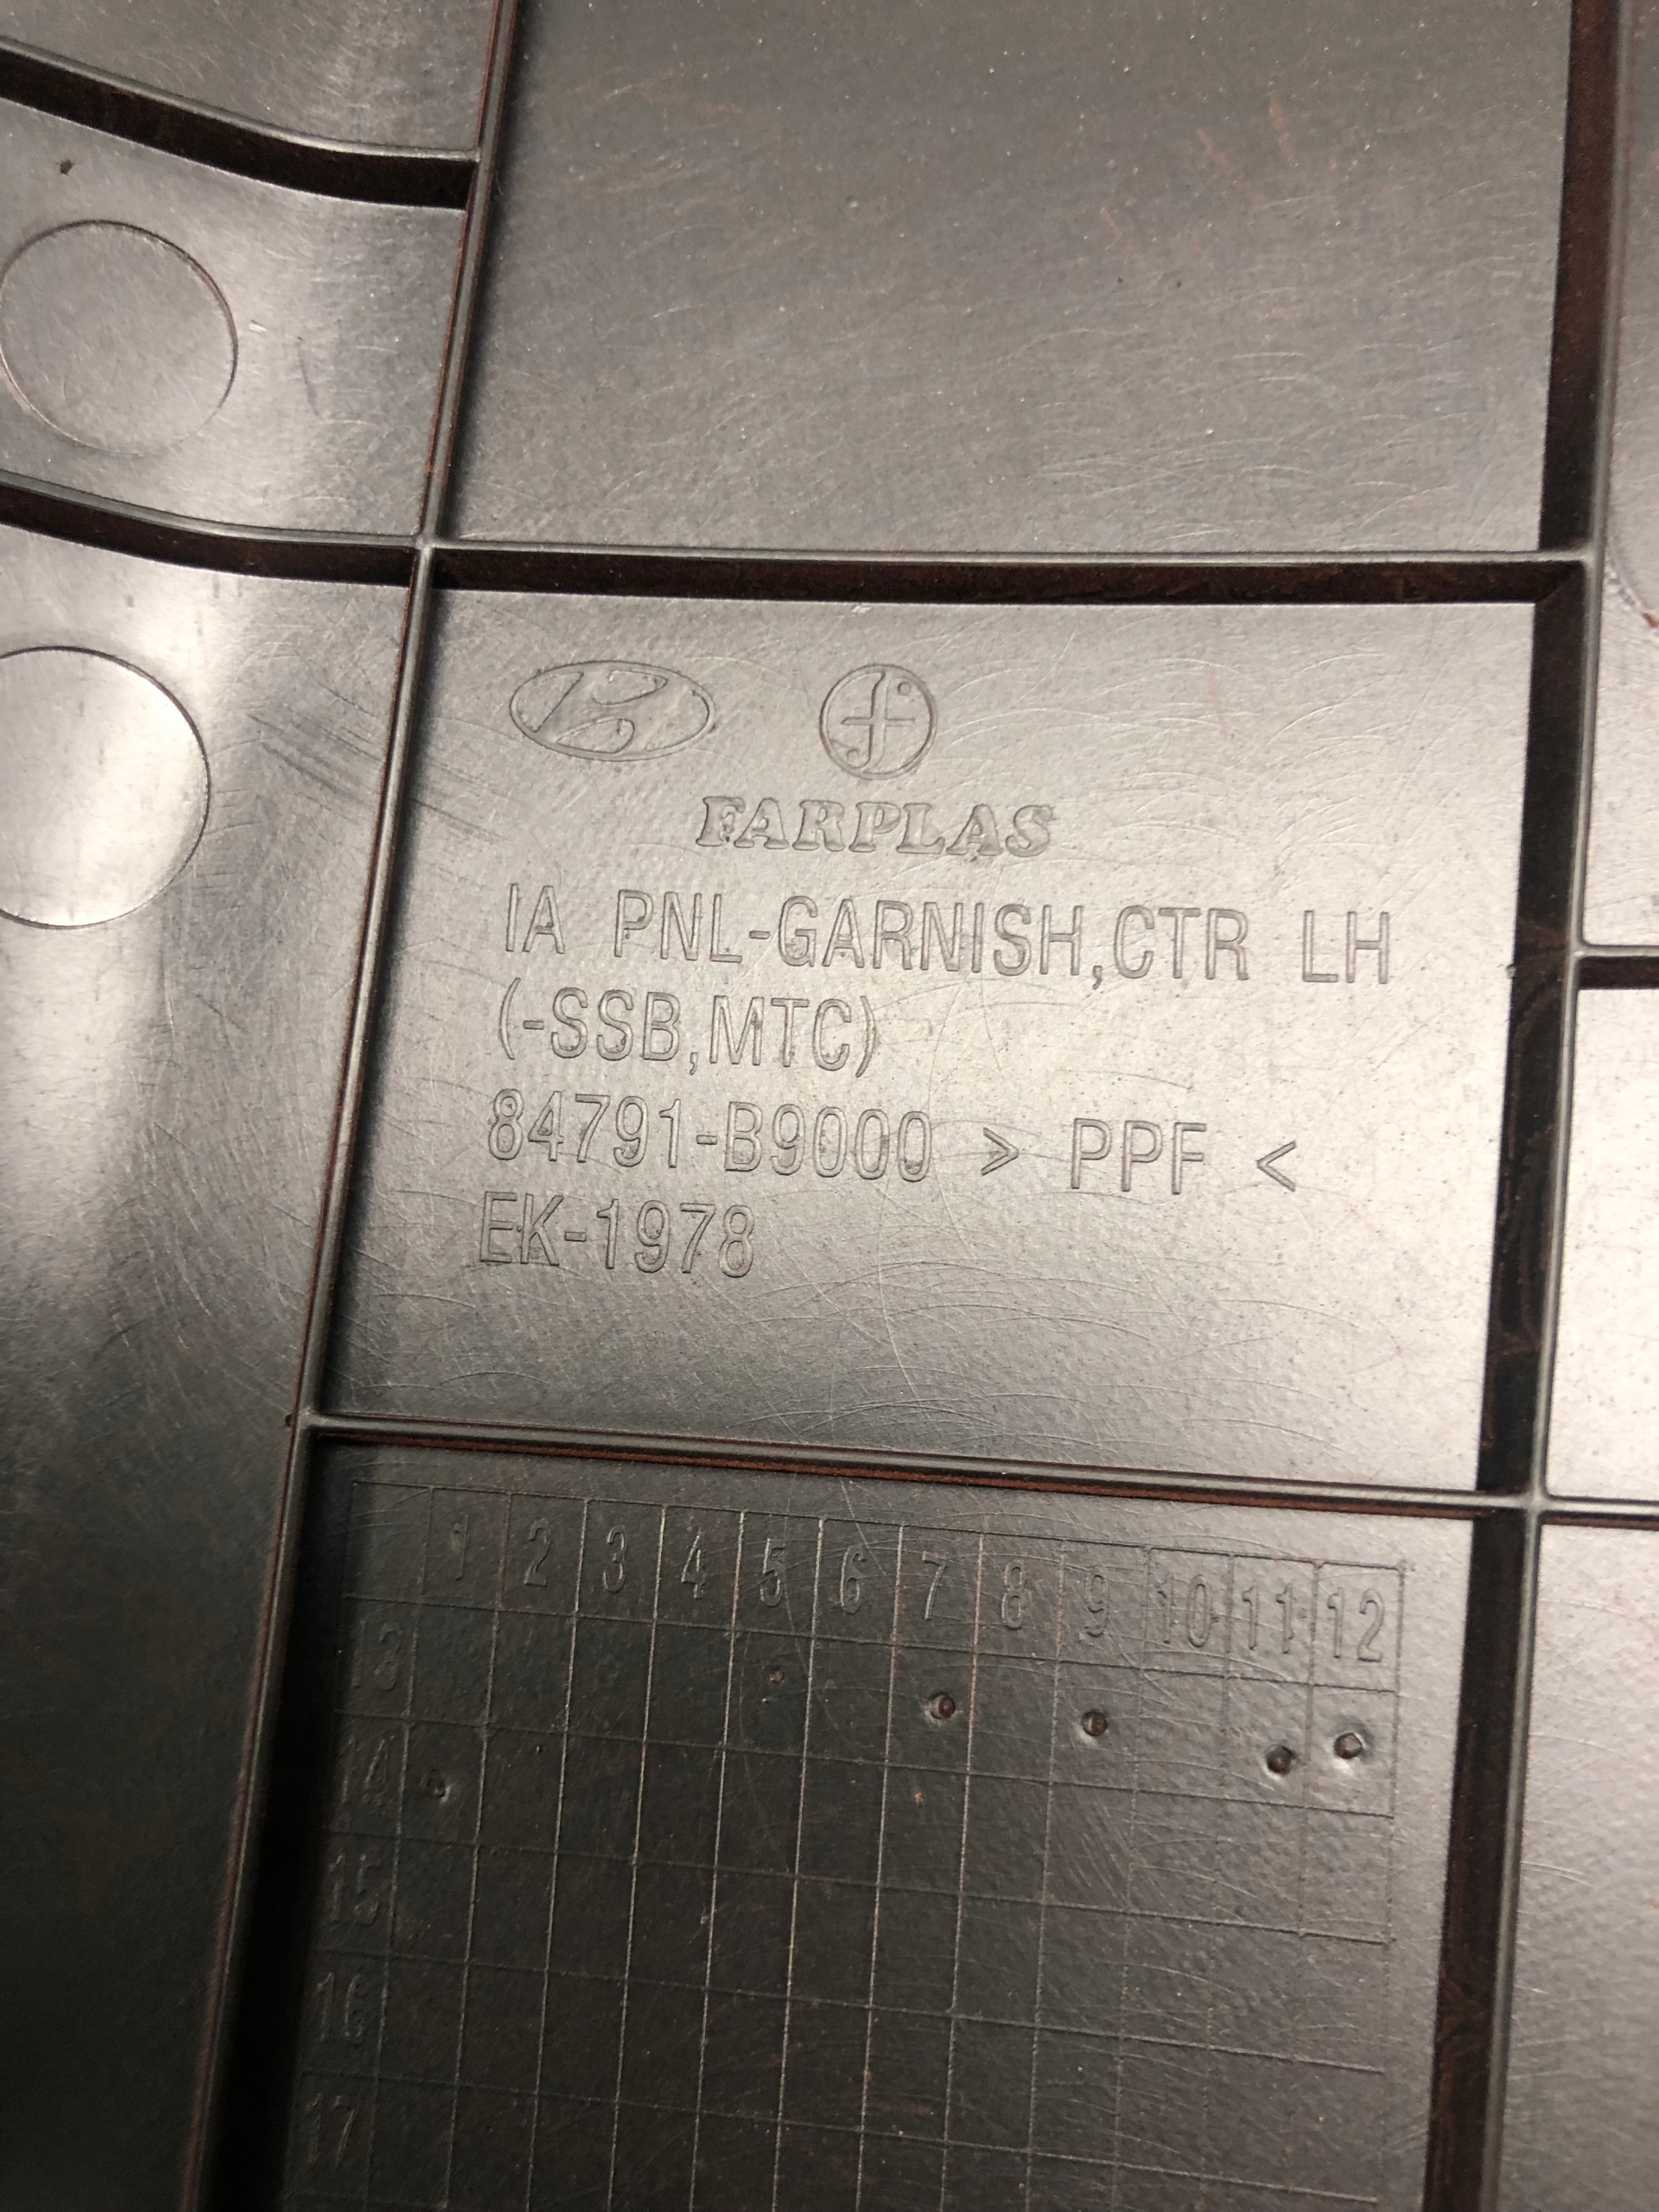 FARPLAS
IA PNL-GARNISH,CTR LH
(-SSB,MTC)
84791-B9000 > PPF <
EK-1978
1 2 3 4 5 6 7 8 9 10 11 12
13
14
15
16
17